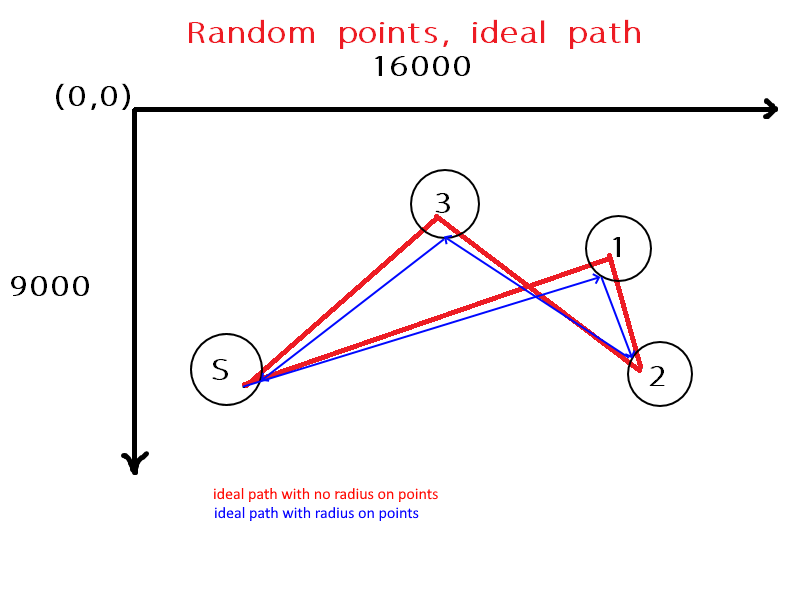 Random points, ideal path
16000
(0,0)
3
1
9000
S
2
ideal path with no radius on points
ideal path with radius on points